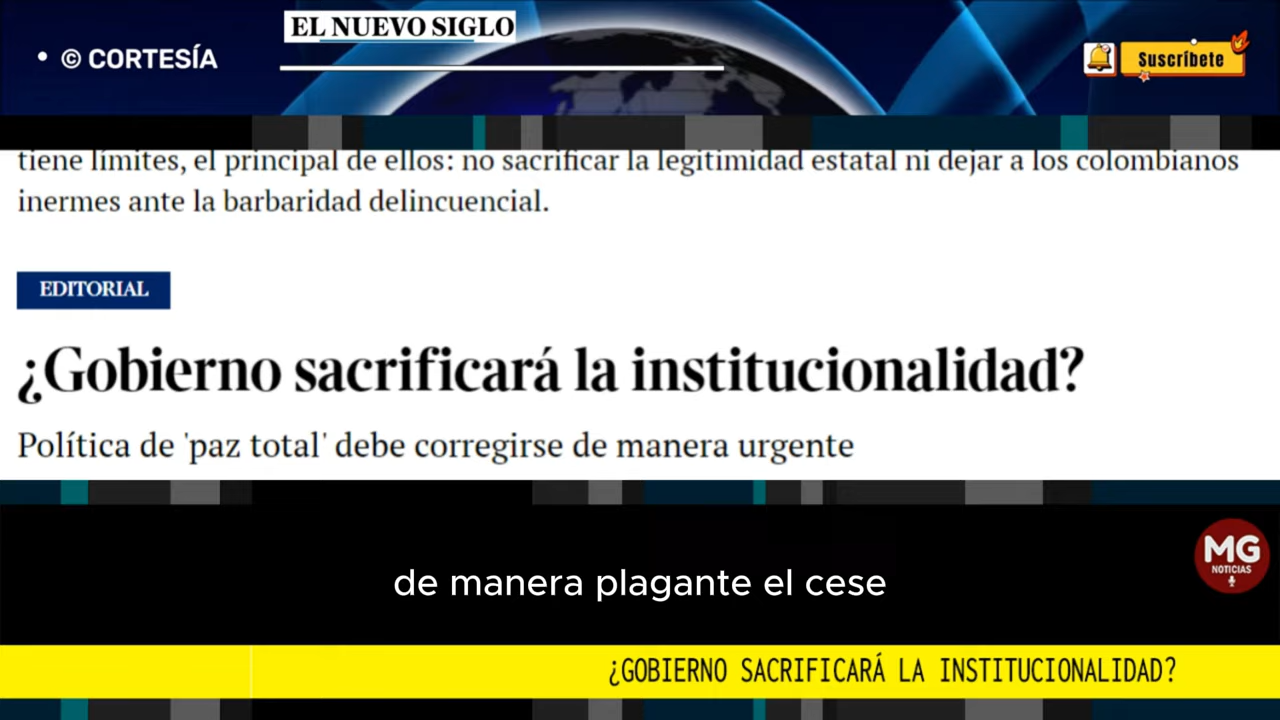 EL NUEVO SIGLO
• © CORTESÍA
Suscríbete
tiene límites, el principal de ellos: no sacrificar la legitimidad estatal ni dejar a los colombianos
inermes ante la barbaridad delincuencial.
EDITORIAL
¿Gobierno sacrificará la institucionalidad?
Política de 'paz total' debe corregirse de manera urgente
de manera plagante el cese
MG
NOTICIAS
¿GOBIERNO SACRIFICARÁ LA INSTITUCIONALIDAD?